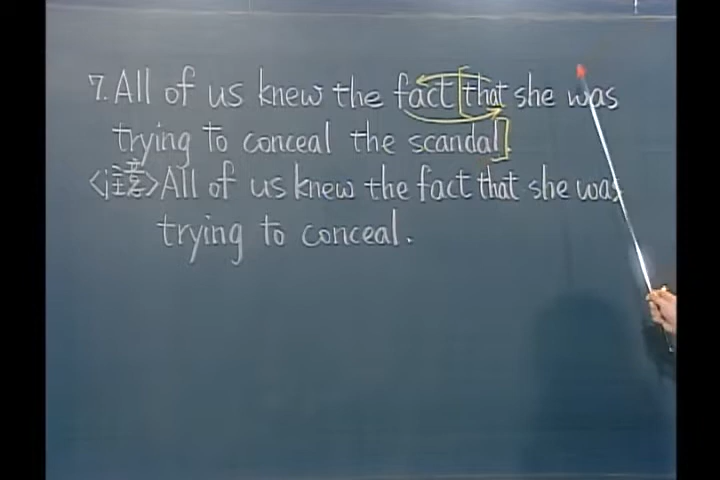 7. All of us knew the fact [that she was
trying to conceal the scandal].
<注意> All of us knew the fact that she was
trying to conceal.